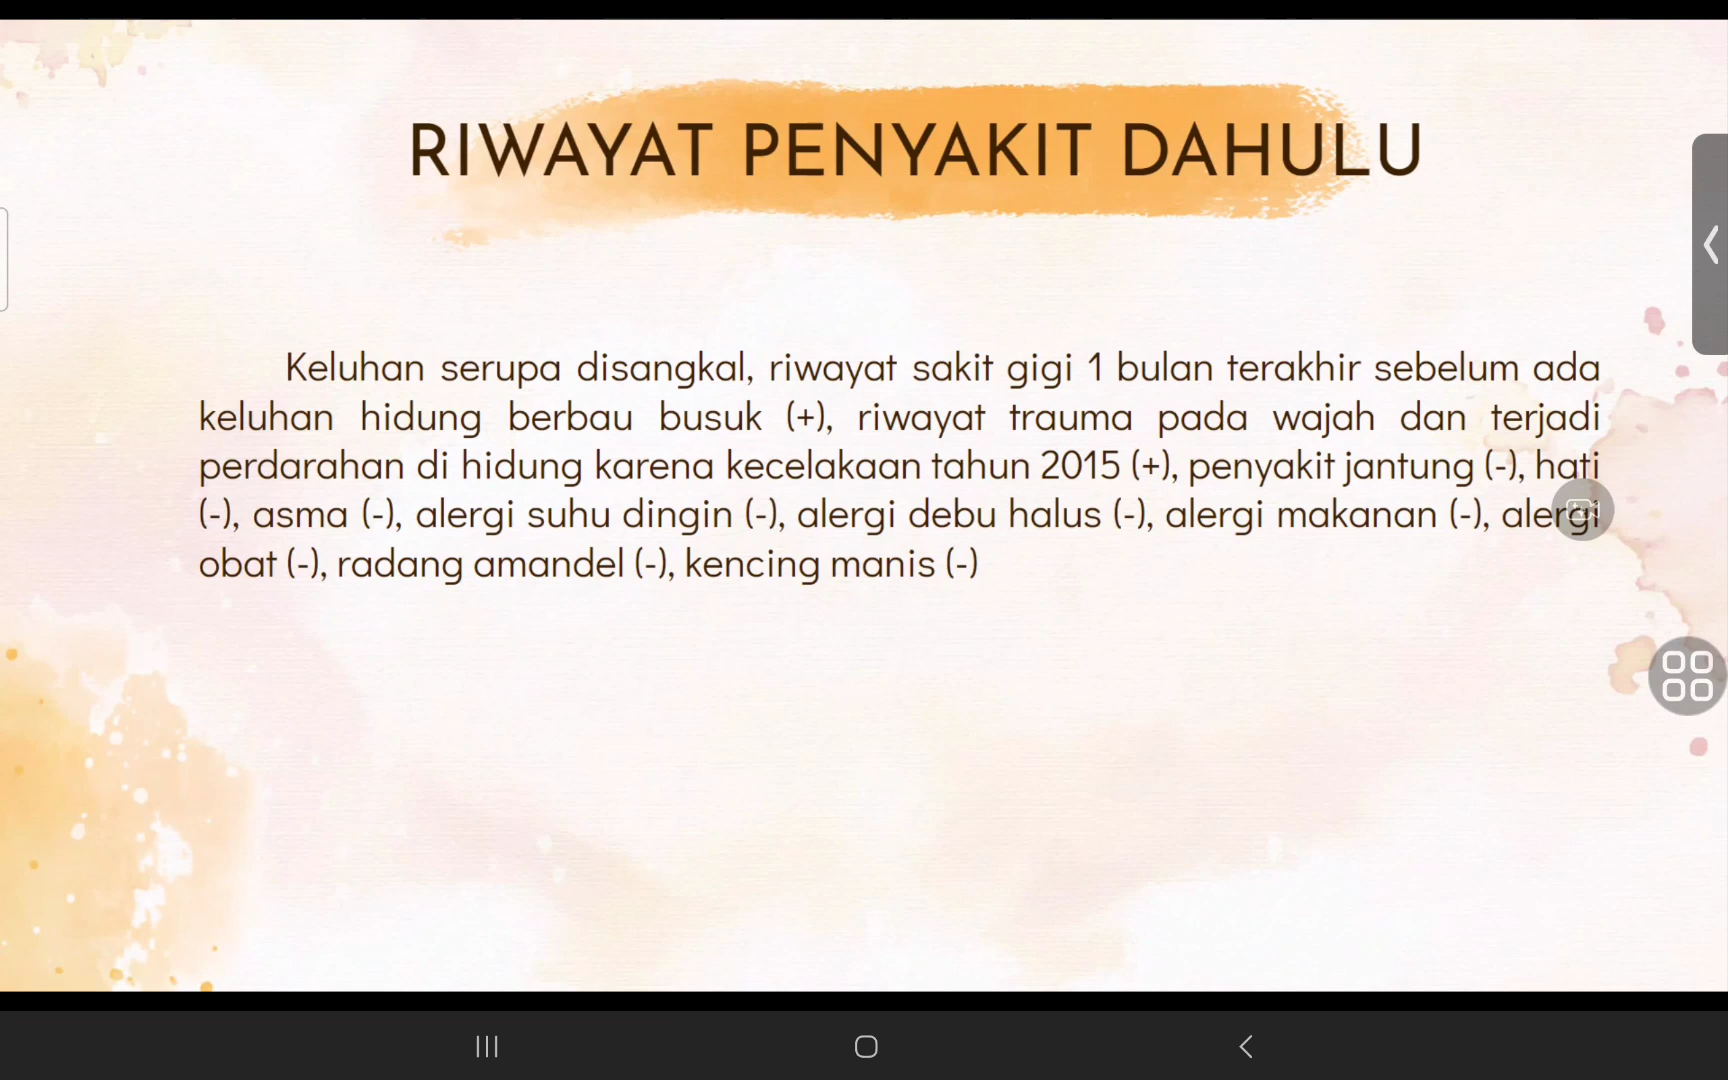 RIWAYAT PENYAKIT DAHULU
Keluhan serupa disangkal, riwayat sakit gigi 1 bulan terakhir sebelum ada
keluhan hidung berbau busuk (+), riwayat trauma pada wajah dan terjadi
perdarahan di hidung karena kecelakaan tahun 2015 (+), penyakit jantung (-), hati
(-), asma (-), alergi suhu dingin (-), alergi debu halus (-), alergi makanan (-), alergi
obat (-), radang amandel (-), kencing manis (-)